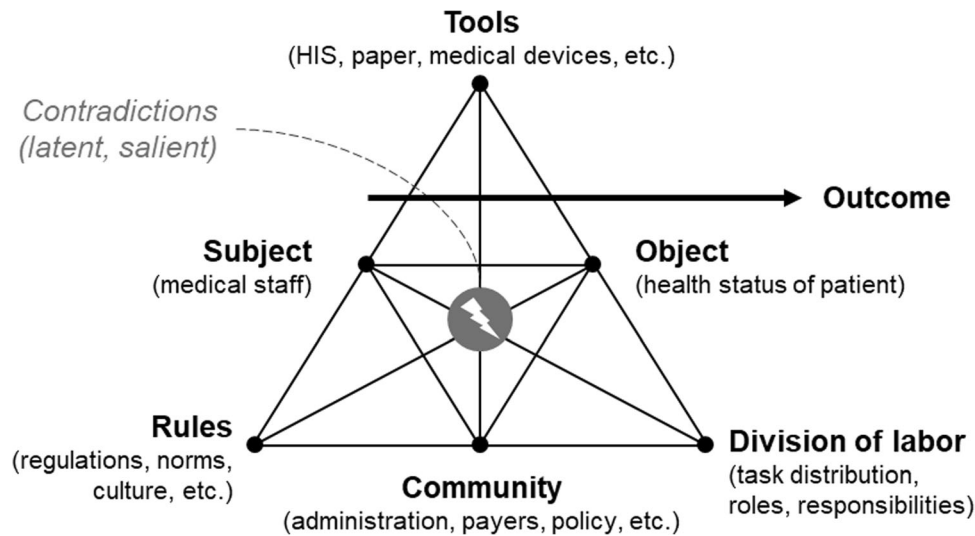 Tools
(HIS, paper, medical devices, etc.)
Contradictions
(latent, salient)
Outcome
Subject
(medical staff)
Object
(health status of patient)
Rules
(regulations, norms,
culture, etc.)
Community
(administration, payers, policy, etc.)
Division of labor
(task distribution,
roles, responsibilities)